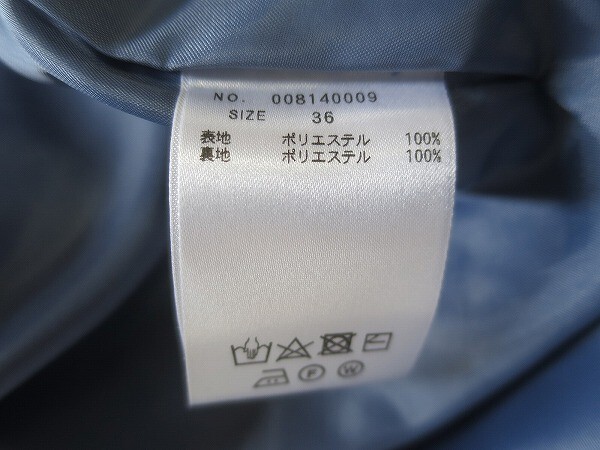 NO. 008140009
SIZE 36
表地 ポリエステル 100%
裏地 ポリエステル 100%
F W